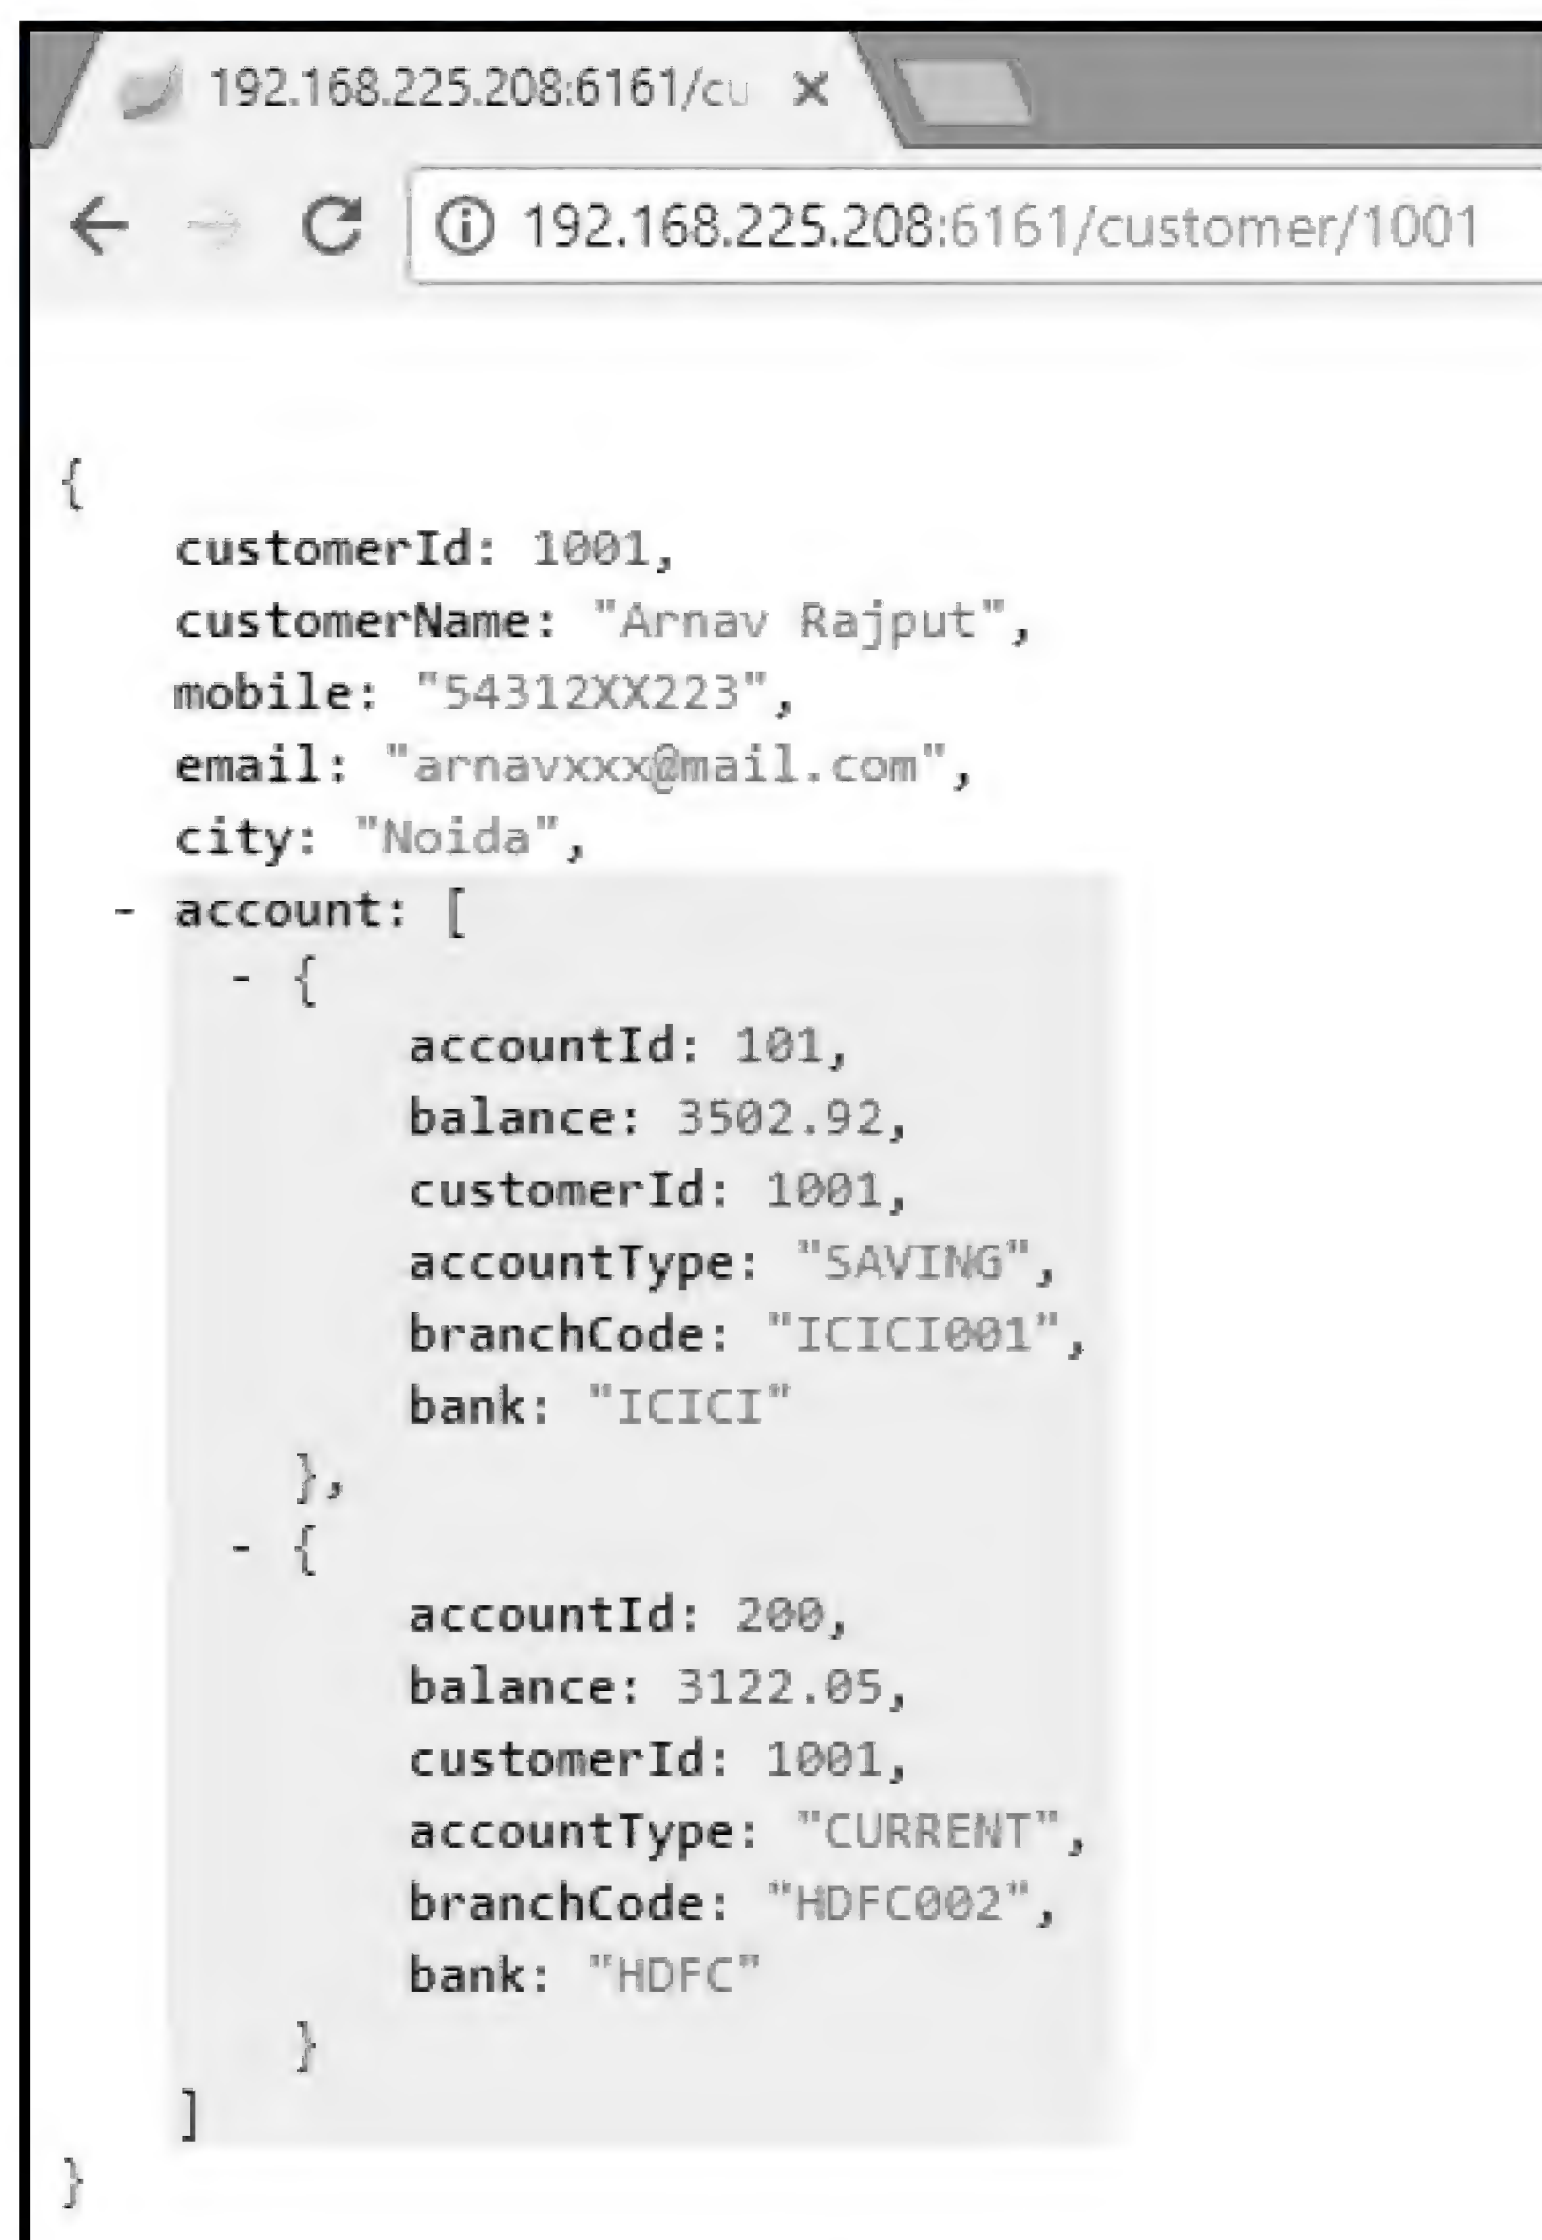 192.168.225.208:6161/cu
192.168.225.208:6161/customer/1001
{
customerId: 1001,
customerName: "Arnav Rajput",
mobile: "54312XX223",
email: "arnavxxx@mail.com",
city: "Noida",
- account: [
- {
accountId: 101,
balance: 3502.92,
customerId: 1001,
accountType: "SAVING",
branchCode: "ICICI001",
bank: "ICICI"
},
- {
accountId: 200,
balance: 3122.05,
customerId: 1001,
accountType: "CURRENT",
branchCode: "HDFC002",
bank: "HDFC"
}
]
}